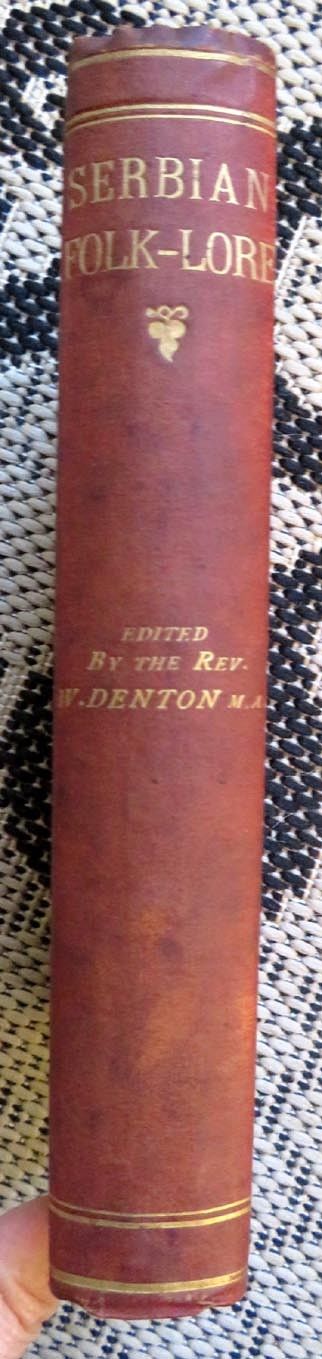 SERBIAN
FOLK-LORE
EDITED
BY THE REV.
W. DENTON M.A.